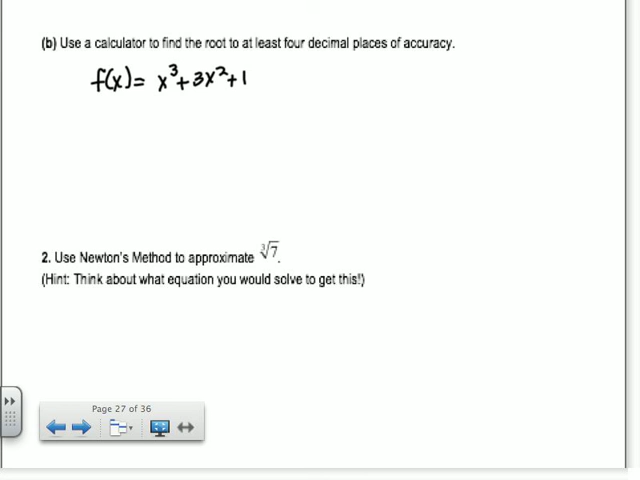 (b) Use a calculator to find the root to at least four decimal places of accuracy.
f(x)= x³+3x²+1
2. Use Newton's Method to approximate ∛7.
(Hint: Think about what equation you would solve to get this!)
Page 27 of 36